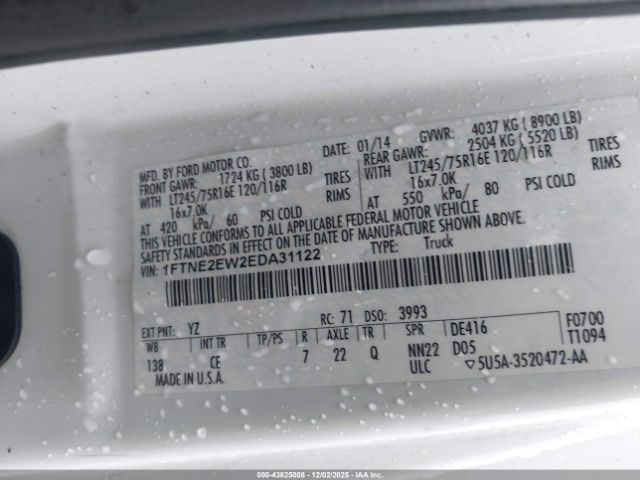 MFD. BY FORD MOTOR CO.
DATE: 01/14 GVWR: 4037 KG ( 8900 LB)
FRONT GAWR: 1724 KG ( 3800 LB) REAR GAWR: 2504 KG ( 5520 LB)
WITH LT245/75R16E 120/116R TIRES WITH LT245/75R16E 120/116R TIRES
16x7.0K RIMS 16x7.0K RIMS
AT 420 kPa/ 60 PSI COLD AT 550 kPa/ 80 PSI COLD
THIS VEHICLE CONFORMS TO ALL APPLICABLE FEDERAL MOTOR VEHICLE
SAFETY STANDARDS IN EFFECT ON THE DATE OF MANUFACTURE SHOWN ABOVE.
VIN: 1FTNE2EW2EDA31122 TYPE: Truck
EXT PNT: YZ RC: 71 DSO: 3993
WB INT TR TP/PS R AXLE TR SPR DE416 F0700
138 CE 7 22 Q NN22 D05 T1094
MADE IN U.S.A. ULC ▽5U5A-3520472-AA
000-43825008 - 12/02/2025 - IAAI.COM